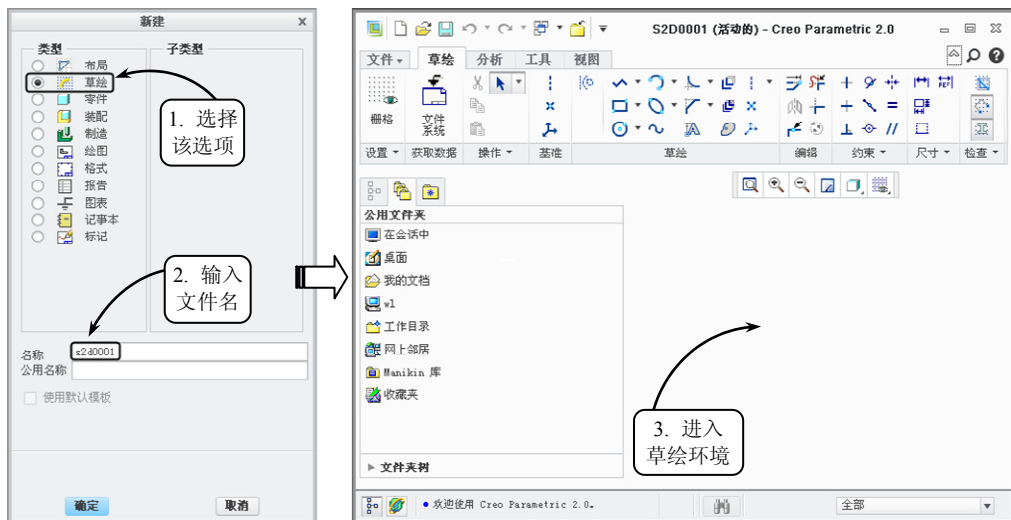 新建
类型
子类型
布局
草绘
零件
装配
制造
绘图
格式
报告
图表
记事本
标记
1. 选择
该选项
2. 输入
文件名
名称
s2d0001
公用名称
使用默认模板
确定
取消
S2D0001 (活动的) - Creo Parametric 2.0
文件
草绘
分析
工具
视图
栅格
文件
系统
设置
获取数据
操作
基准
草绘
编辑
约束
尺寸
检查
公用文件夹
在会话中
桌面
我的文档
w1
工作目录
网上邻居
Manikin 库
收藏夹
文件夹树
3. 进入
草绘环境
欢迎使用 Creo Parametric 2.0。
全部